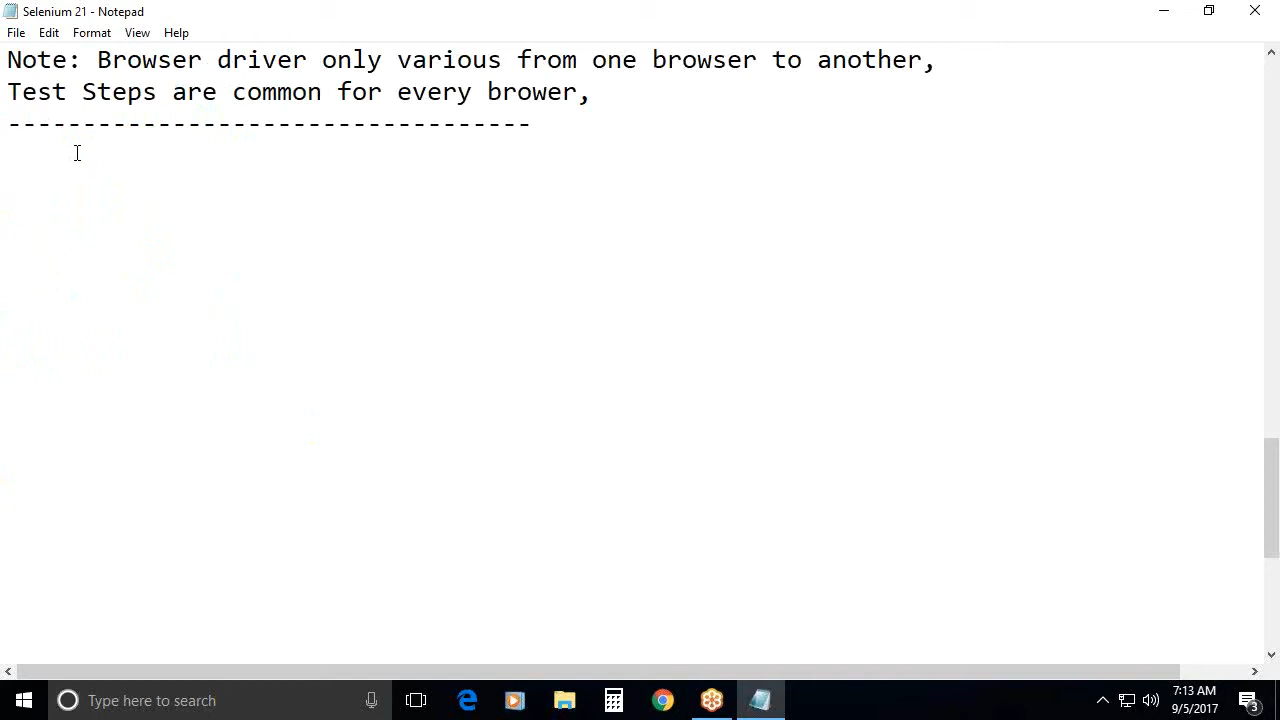 Selenium 21 - Notepad
File Edit Format View Help
Note: Browser driver only various from one browser to another,
Test Steps are common for every brower,
-----------------------------------
Type here to search
7:13 AM
9/5/2017
3